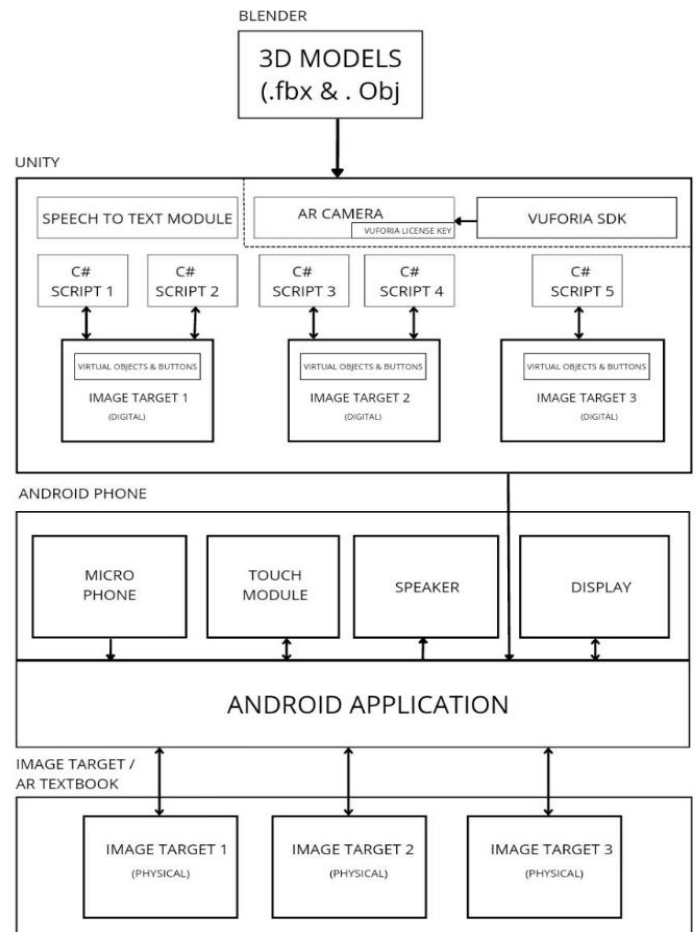 BLENDER
3D MODELS
(.fbx & . Obj
UNITY
SPEECH TO TEXT MODULE
AR CAMERA
VUFORIA LICENSE KEY
VUFORIA SDK
C#
SCRIPT 1
C#
SCRIPT 2
C#
SCRIPT 3
C#
SCRIPT 4
C#
SCRIPT 5
VIRTUAL OBJECTS & BUTTONS
IMAGE TARGET 1
(DIGITAL)
VIRTUAL OBJECTS & BUTTONS
IMAGE TARGET 2
(DIGITAL)
VIRTUAL OBJECTS & BUTTONS
IMAGE TARGET 3
(DIGITAL)
ANDROID PHONE
MICRO
PHONE
TOUCH
MODULE
SPEAKER
DISPLAY
ANDROID APPLICATION
IMAGE TARGET /
AR TEXTBOOK
IMAGE TARGET 1
(PHYSICAL)
IMAGE TARGET 2
(PHYSICAL)
IMAGE TARGET 3
(PHYSICAL)